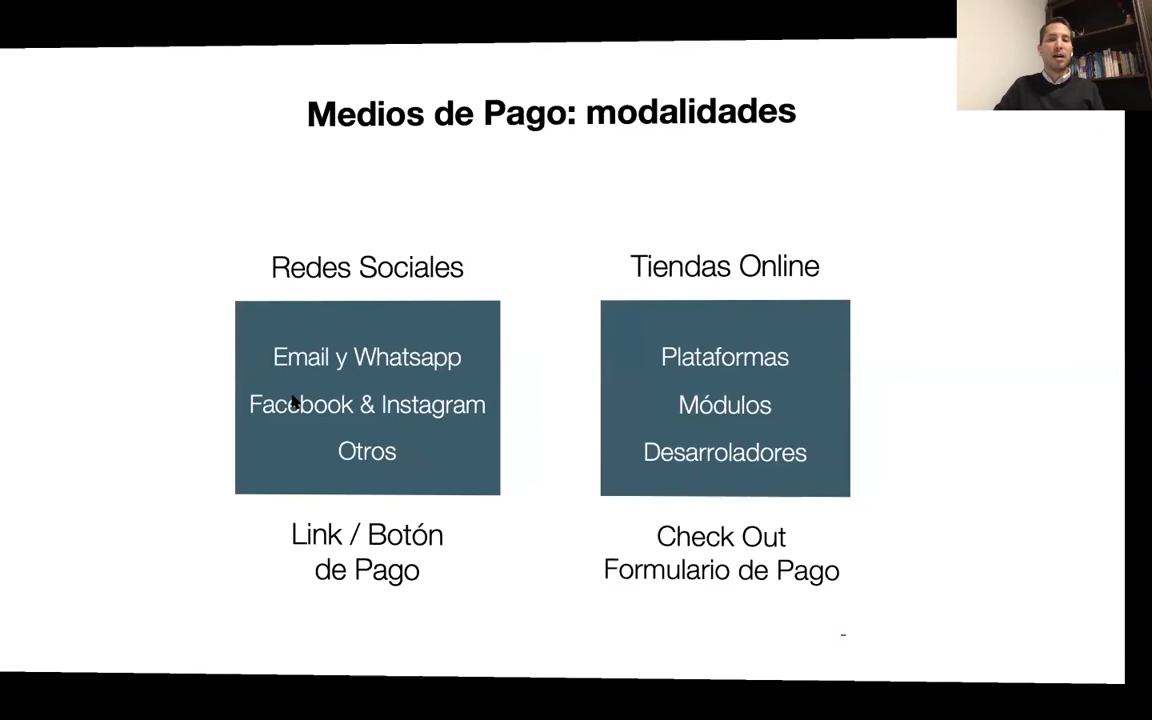 Medios de Pago: modalidades
Redes Sociales
Email y Whatsapp
Facebook & Instagram
Otros
Link / Botón
de Pago
Tiendas Online
Plataformas
Módulos
Desarroladores
Check Out
Formulario de Pago